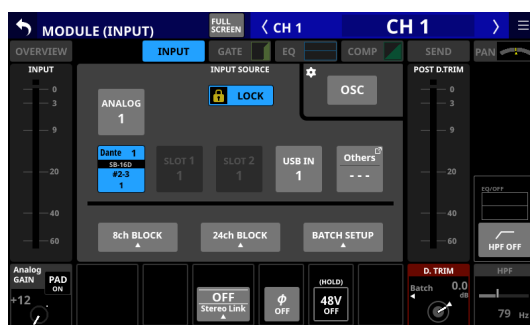 MODULE (INPUT)
FULL
SCREEN
CH 1
CH 1
OVERVIEW
INPUT
GATE
EQ
COMP
SEND
PAN
INPUT
INPUT SOURCE
POST D.TRIM
LOCK
OSC
0
3
9
20
40
60
ANALOG
1
Dante 1
SB-16D
#2-3
1
SLOT 1
1
SLOT 2
1
USB IN
1
Others
---
0
3
9
20
40
60
8ch BLOCK
24ch BLOCK
BATCH SETUP
EQ/OFF
HPF OFF
Analog
GAIN
PAD
ON
+12
OFF
Stereo Link
φ
OFF
(HOLD)
48V
OFF
D. TRIM
Batch
0.0
dB
HPF
79 Hz